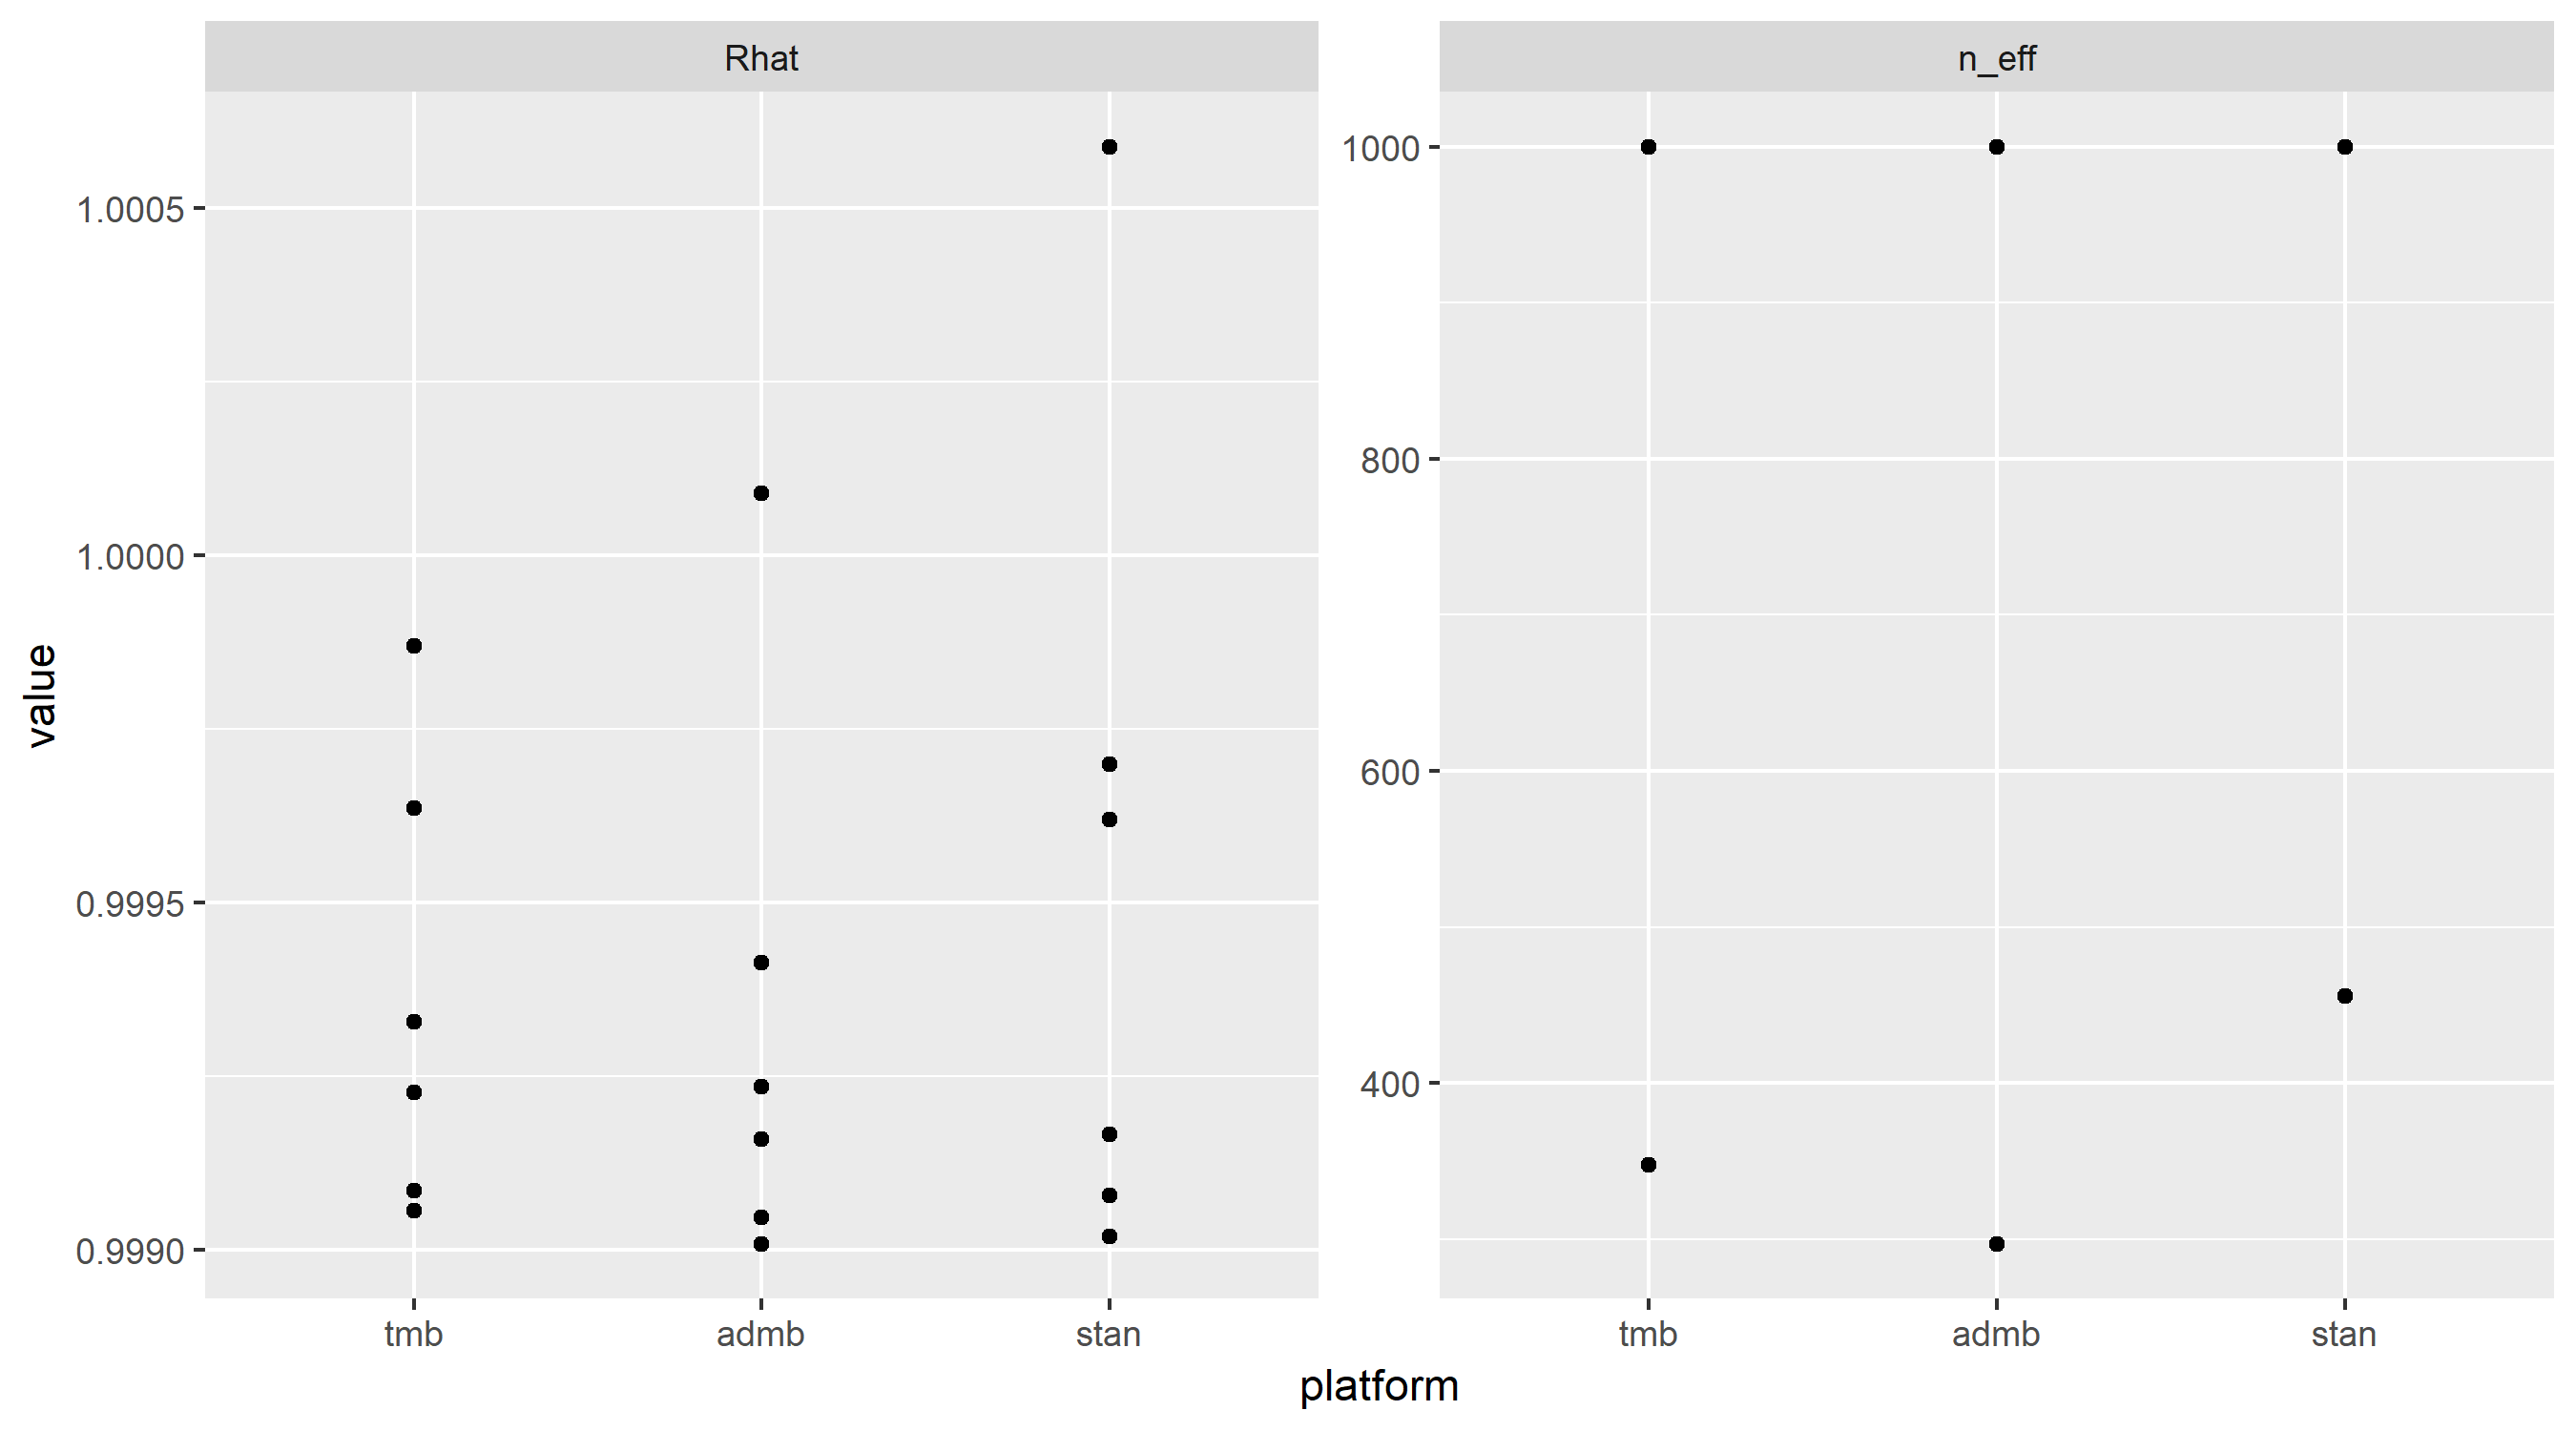 Rhat
n_eff
value
1.0005
1.0000
0.9995
0.9990
1000
800
600
400
tmb
admb
stan
tmb
admb
stan
platform